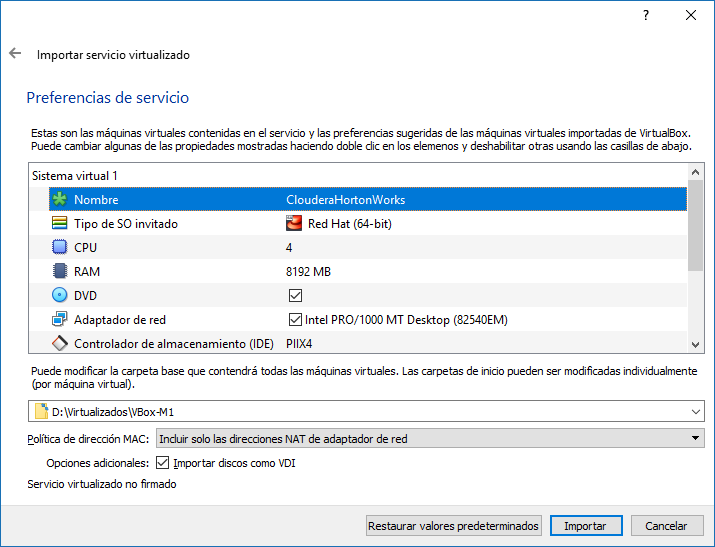 ?
Importar servicio virtualizado
Preferencias de servicio
Estas son las máquinas virtuales contenidas en el servicio y las preferencias sugeridas de las máquinas virtuales importadas de VirtualBox.
Puede cambiar algunas de las propiedades mostradas haciendo doble clic en los elemenos y deshabilitar otras usando las casillas de abajo.
Sistema virtual 1
Nombre ClouderaHortonWorks
Tipo de SO invitado Red Hat (64-bit)
CPU 4
RAM 8192 MB
DVD
Adaptador de red Intel PRO/1000 MT Desktop (82540EM)
Controlador de almacenamiento (IDE) PIIX4
Puede modificar la carpeta base que contendrá todas las máquinas virtuales. Las carpetas de inicio pueden ser modificadas individualmente
(por máquina virtual).
D:\Virtualizados\VBox-M1
Política de dirección MAC: Incluir solo las direcciones NAT de adaptador de red
Opciones adicionales: Importar discos como VDI
Servicio virtualizado no firmado
Restaurar valores predeterminados Importar Cancelar